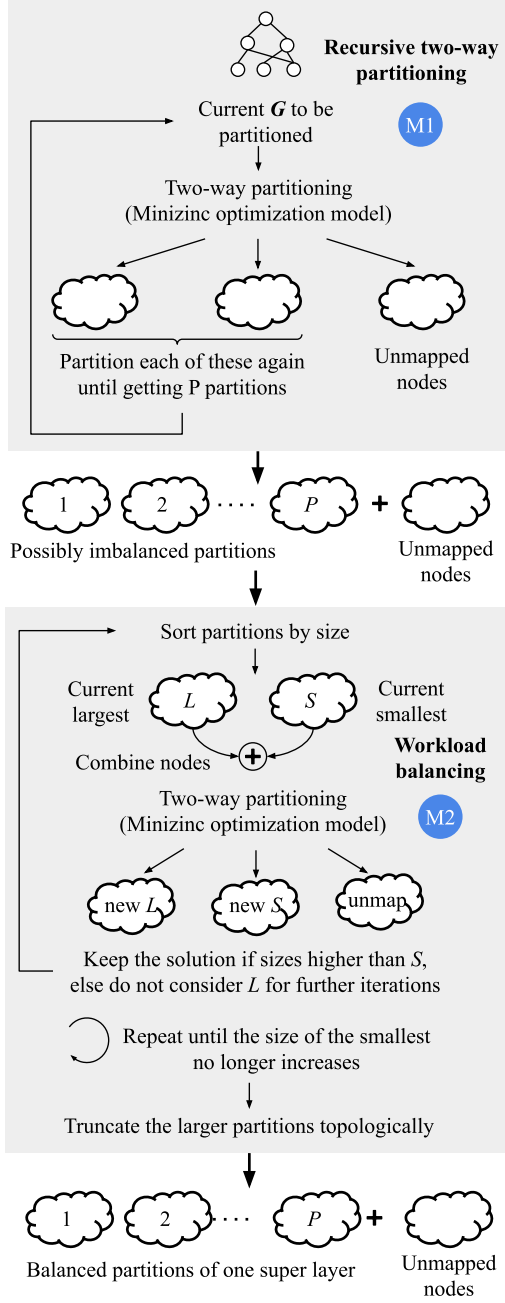 Recursive two-way
partitioning
M1
Current G to be
partitioned
Two-way partitioning
(Minizinc optimization model)
Partition each of these again
until getting P partitions
Unmapped
nodes
1
2
....
P
+
Possibly imbalanced partitions
Unmapped
nodes
Sort partitions by size
Current
largest
L
S
Current
smallest
Combine nodes
+
Workload
balancing
M2
Two-way partitioning
(Minizinc optimization model)
new L
new S
unmap
Keep the solution if sizes higher than S,
else do not consider L for further iterations
Repeat until the size of the smallest
no longer increases
Truncate the larger partitions topologically
1
2
....
P
+
Balanced partitions of one super layer
Unmapped
nodes